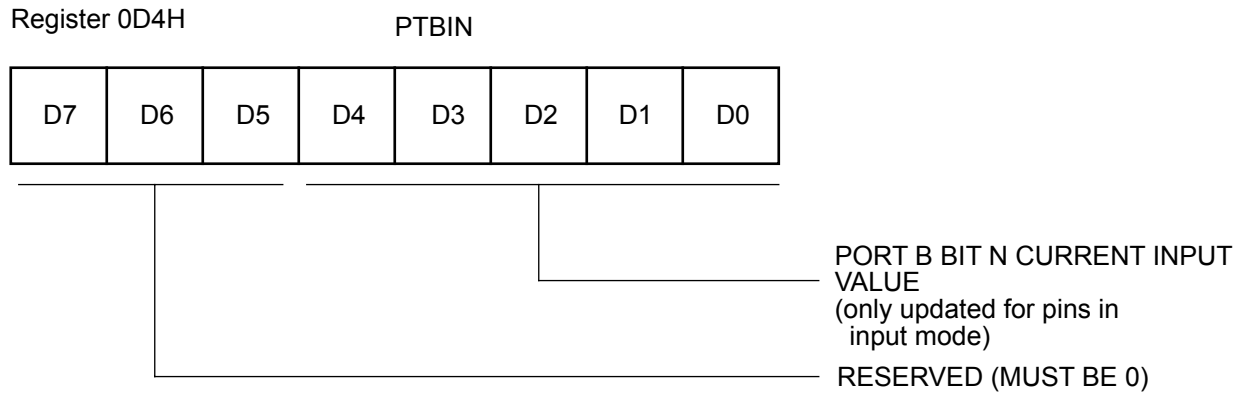 Register 0D4H
PTBIN
D7 D6 D5 D4 D3 D2 D1 D0
PORT B BIT N CURRENT INPUT
VALUE
(only updated for pins in
input mode)
RESERVED (MUST BE 0)